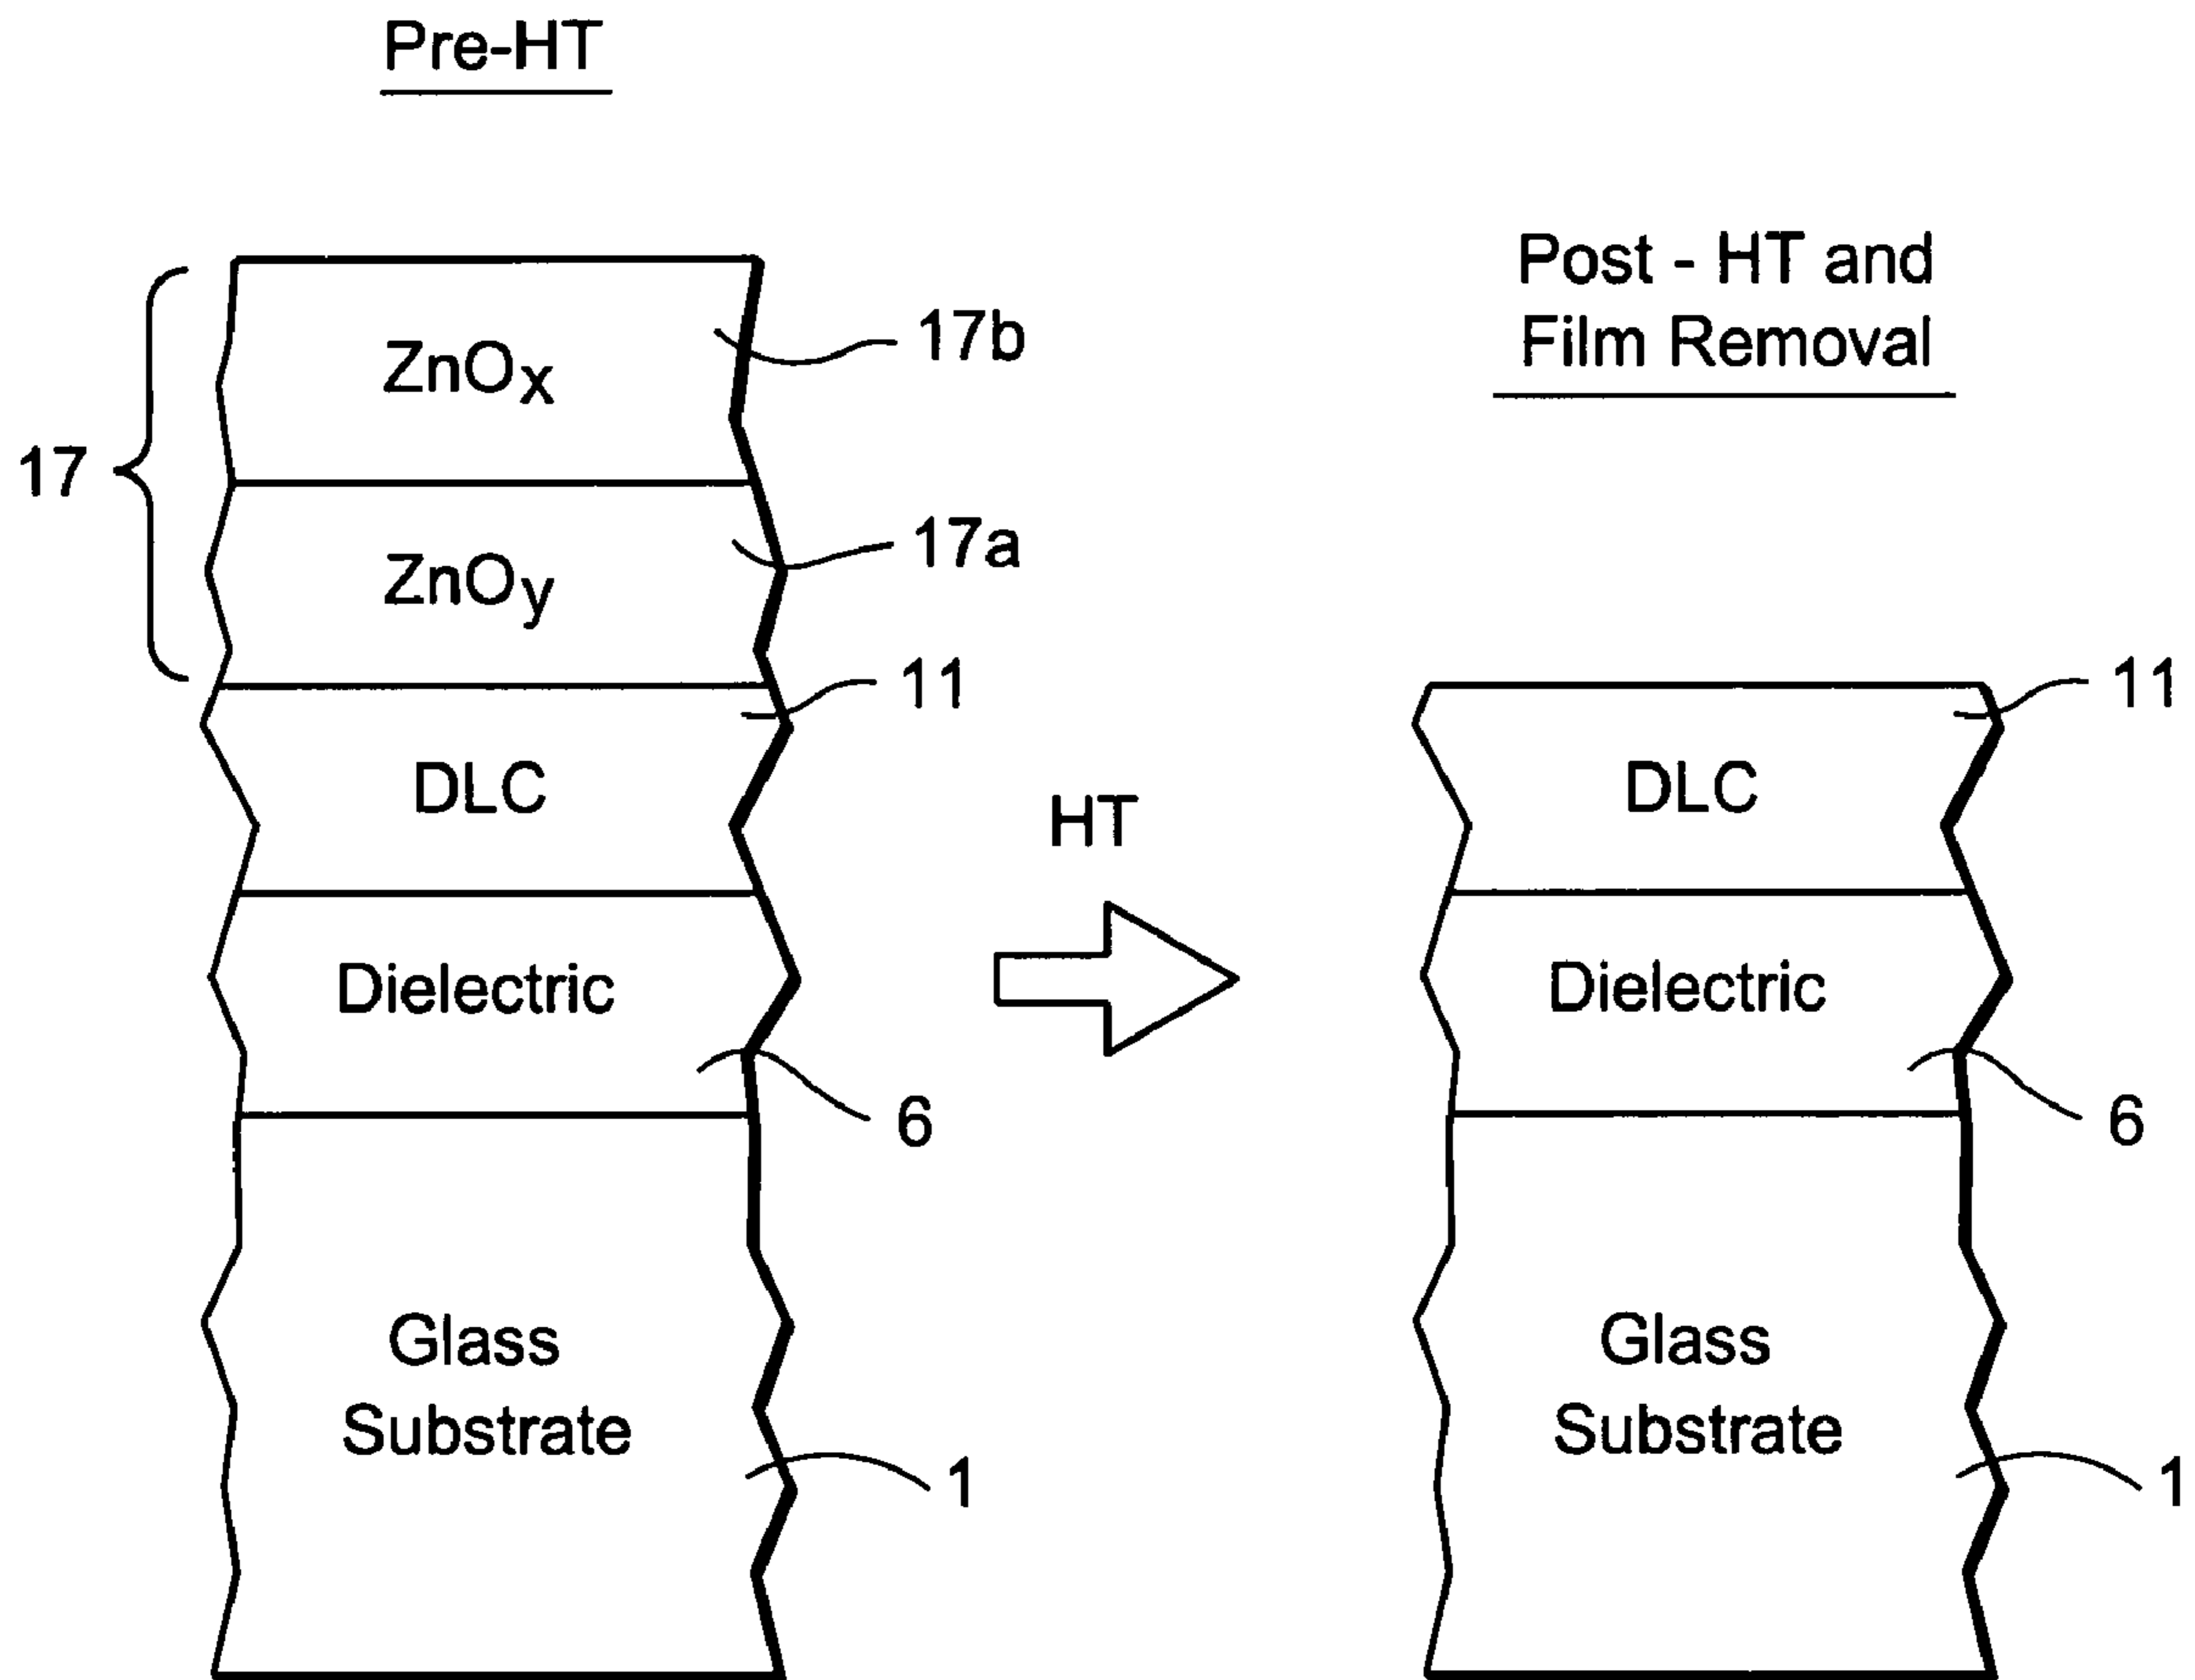 Pre-HT
ZnOx
17b
17
ZnOy
17a
11
DLC
Dielectric
6
Glass
Substrate
1
HT
Post - HT and
Film Removal
11
DLC
Dielectric
6
Glass
Substrate
1